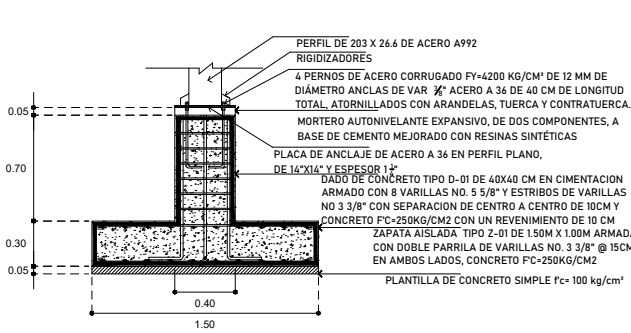 PERFIL DE 203 X 26.6 DE ACERO A992
RIGIDIZADORES
4 PERNOS DE ACERO CORRUGADO FY=4200 KG/CM² DE 12 MM DE
DIÁMETRO ANCLAS DE VAR ⅜" ACERO A 36 DE 40 CM DE LONGITUD
TOTAL, ATORNILLADOS CON ARANDELAS, TUERCA Y CONTRATUERCA.
MORTERO AUTONIVELANTE EXPANSIVO, DE DOS COMPONENTES, A
BASE DE CEMENTO MEJORADO CON RESINAS SINTÉTICAS
PLACA DE ANCLAJE DE ACERO A 36 EN PERFIL PLANO,
DE 14"X14" Y ESPESOR 1
DADO DE CONCRETO TIPO D-01 DE 40X40 CM EN CIMENTACION
ARMADO CON 8 VARILLAS NO. 5 5/8" Y ESTRIBOS DE VARILLAS
NO 3 3/8" CON SEPARACION DE CENTRO A CENTRO DE 10CM Y
CONCRETO F'C=250KG/CM2 CON UN REVENIMIENTO DE 10 CM
ZAPATA AISLADA TIPO Z-01 DE 1.50M X 1.00M ARMADA
CON DOBLE PARRILA DE VARILLAS NO. 3 3/8" @ 15CM
EN AMBOS LADOS, CONCRETO F'C=250KG/CM2
PLANTILLA DE CONCRETO SIMPLE f'c= 100 kg/cm²
0.05
0.70
0.30
0.05
0.40
1.50